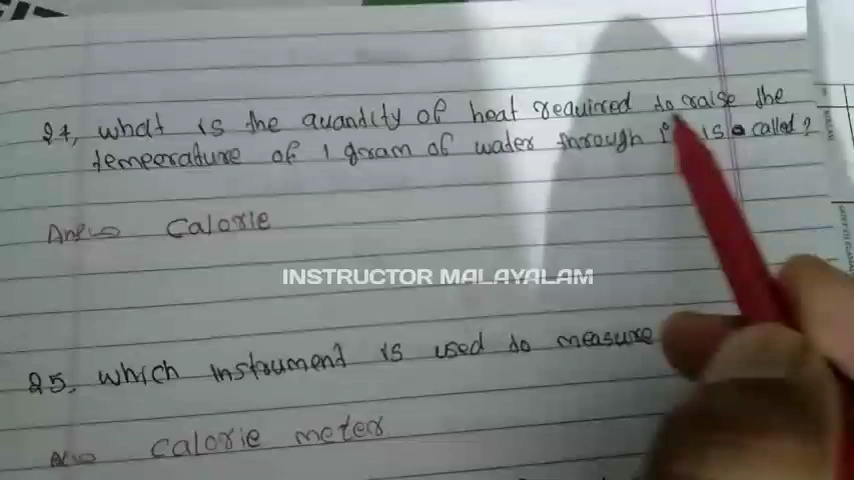 24, what is the quantity of heat required to raise the
temperature of 1 gram of water through 1° is called?
Ans⇒ Calorie
INSTRUCTOR MALAYALAM
25. which instrument is used to measure
Ans calorie meter